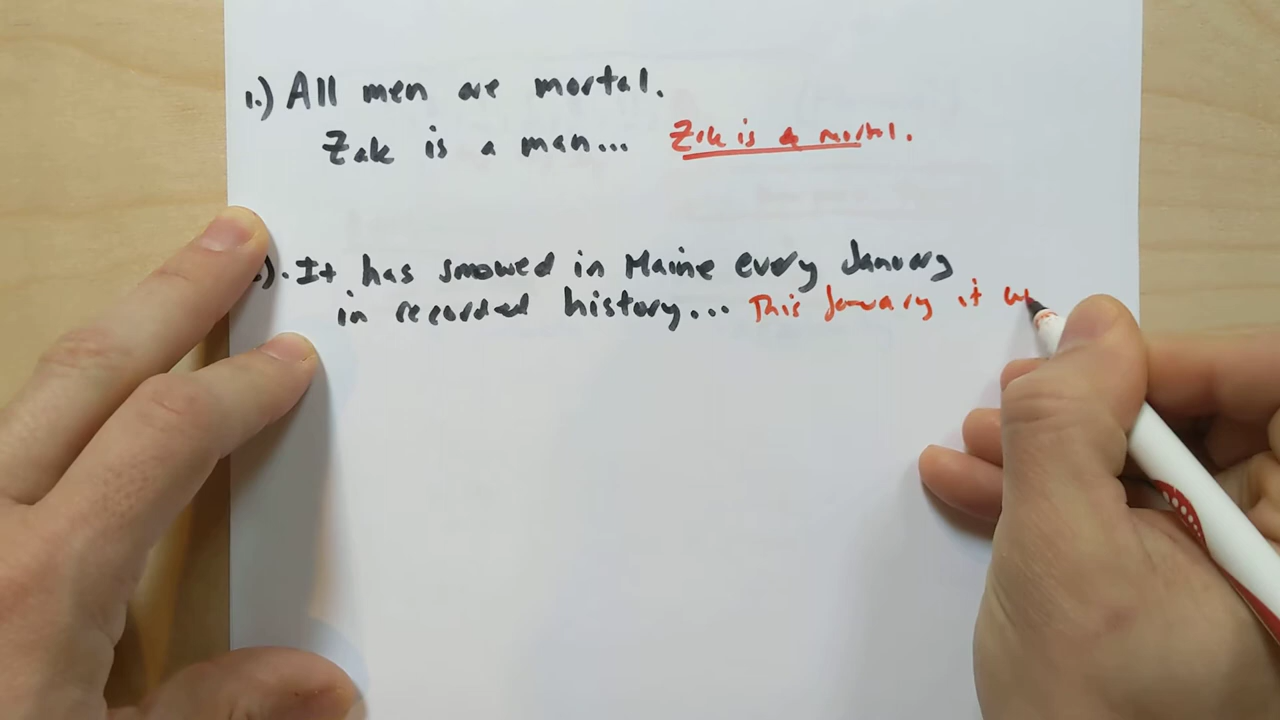 1.) All men are mortal.
Zak is a man... Zak is a mortal.
). It has snowed in Maine every January
in recorded history... This January it w